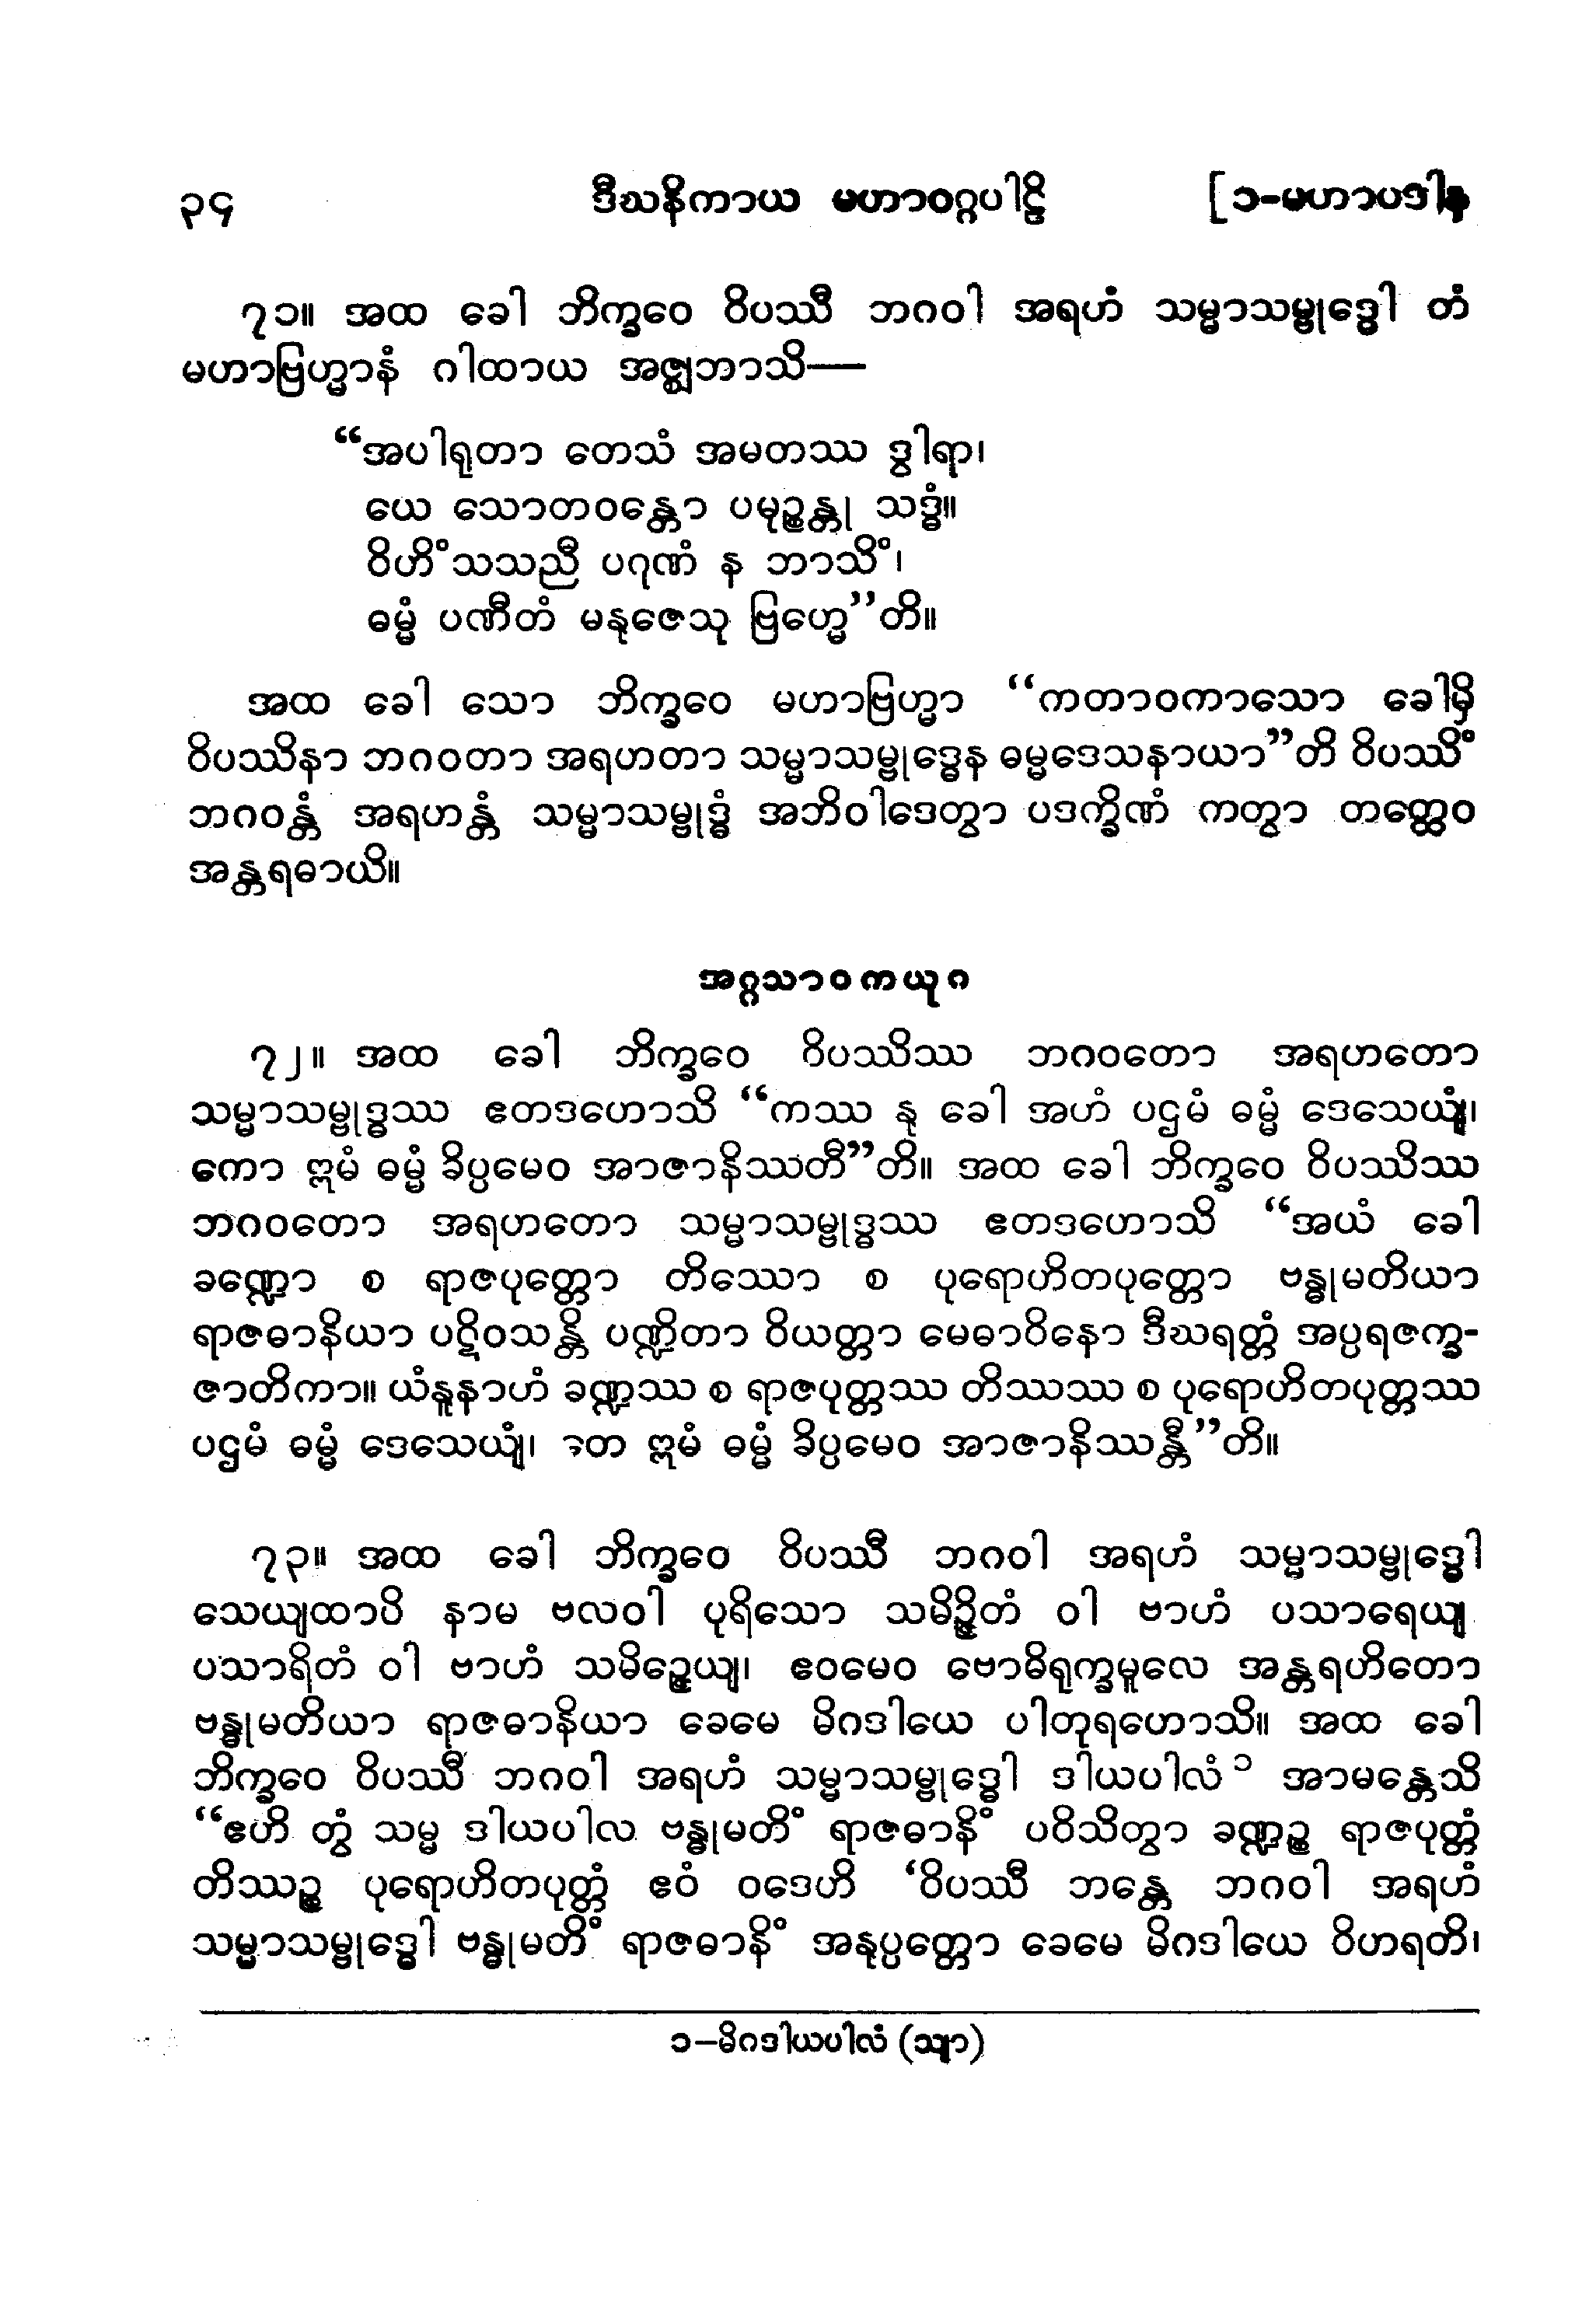 ၃၄ ဒီဃနိကာယ မဟာဝဂ္ဂပါဠိ [၁-မဟာပဒါန
၇၁။ အထ ခေါ ဘိက္ခဝေ ဝိပဿီ ဘဂဝါ အရဟံ သမ္မာသမ္ဗုဒ္ဓေါ တံ
မဟာဗြဟ္မာနံ ဂါထာယ အဇ္ဈဘာသိ—
“အပါရုတာ တေသံ အမတဿ ဒွါရာ၊
ယေ သောတဝန္တော ပမုဉ္စန္တု သဒ္ဓံ။
ဝိဟိံသသညီ ပဂုဏံ န ဘာသိံ၊
ဓမ္မံ ပဏီတံ မနုဇေသု ဗြဟ္မေ”တိ။
အထ ခေါ သော ဘိက္ခဝေ မဟာဗြဟ္မာ “ကတာဝကာသော ခေါမှိ
ဝိပဿိနာ ဘဂဝတာ အရဟတာ သမ္မာသမ္ဗုဒ္ဓေန ဓမ္မဒေသနာယာ”တိ ဝိပဿိံ
ဘဂဝန္တံ အရဟန္တံ သမ္မာသမ္ဗုဒ္ဓံ အဘိဝါဒေတွာ ပဒက္ခိဏံ ကတွာ တတ္ထေဝ
အန္တရဓာယိ။
အဂ္ဂသာဝကယုဂ
၇၂။ အထ ခေါ ဘိက္ခဝေ ဝိပဿိဿ ဘဂဝတော အရဟတော
သမ္မာသမ္ဗုဒ္ဓဿ ဧတဒဟောသိ “ကဿ နု ခေါ အဟံ ပဌမံ ဓမ္မံ ဒေသေယျံ၊
ကော ဣမံ ဓမ္မံ ခိပ္ပမေဝ အာဇာနိဿတီ”တိ။ အထ ခေါ ဘိက္ခဝေ ဝိပဿိဿ
ဘဂဝတော အရဟတော သမ္မာသမ္ဗုဒ္ဓဿ ဧတဒဟောသိ “အယံ ခေါ
ခဏ္ဍော စ ရာဇပုတ္တော တိဿော စ ပုရောဟိတပုတ္တော ဗန္ဓုမတိယာ
ရာဇဓာနိယာ ပဋိဝသန္တိ ပဏ္ဍိတာ ဝိယတ္တာ မေဓာဝိနော ဒီဃရတ္တံ အပ္ပရဇက္ခ-
ဇာတိကာ။ ယံနူနာဟံ ခဏ္ဍဿ စ ရာဇပုတ္တဿ တိဿဿ စ ပုရောဟိတပုတ္တဿ
ပဌမံ ဓမ္မံ ဒေသေယျံ၊ တေ ဣမံ ဓမ္မံ ခိပ္ပမေဝ အာဇာနိဿန္တီ”တိ။
၇၃။ အထ ခေါ ဘိက္ခဝေ ဝိပဿီ ဘဂဝါ အရဟံ သမ္မာသမ္ဗုဒ္ဓေါ
သေယျထာပိ နာမ ဗလဝါ ပုရိသော သမိဉ္ဇိတံ ဝါ ဗာဟံ ပသာရေယျ
ပသာရိတံ ဝါ ဗာဟံ သမိဉ္ဇေယျ၊ ဧဝမေဝ ဗောဓိရုက္ခမူလေ အန္တရဟိတော
ဗန္ဓုမတိယာ ရာဇဓာနိယာ ခေမေ မိဂဒါယေ ပါတုရဟောသိ။ အထ ခေါ
ဘိက္ခဝေ ဝိပဿီ ဘဂဝါ အရဟံ သမ္မာသမ္ဗုဒ္ဓေါ ဒါယပါလံ ၁ အာမန္တေသိ
“ဧဟိ တွံ သမ္မ ဒါယပါလ ဗန္ဓုမတိံ ရာဇဓာနိံ ပဝိသိတွာ ခဏ္ဍဉ္စ ရာဇပုတ္တံ
တိဿဉ္စ ပုရောဟိတပုတ္တံ ဧဝံ ဝဒေဟိ ‘ဝိပဿီ ဘန္တေ ဘဂဝါ အရဟံ
သမ္မာသမ္ဗုဒ္ဓေါ ဗန္ဓုမတိံ ရာဇဓာနိံ အနုပ္ပတ္တော ခေမေ မိဂဒါယေ ဝိဟရတိ၊
၁-မိဂဒါယပါလံ (သျာ)